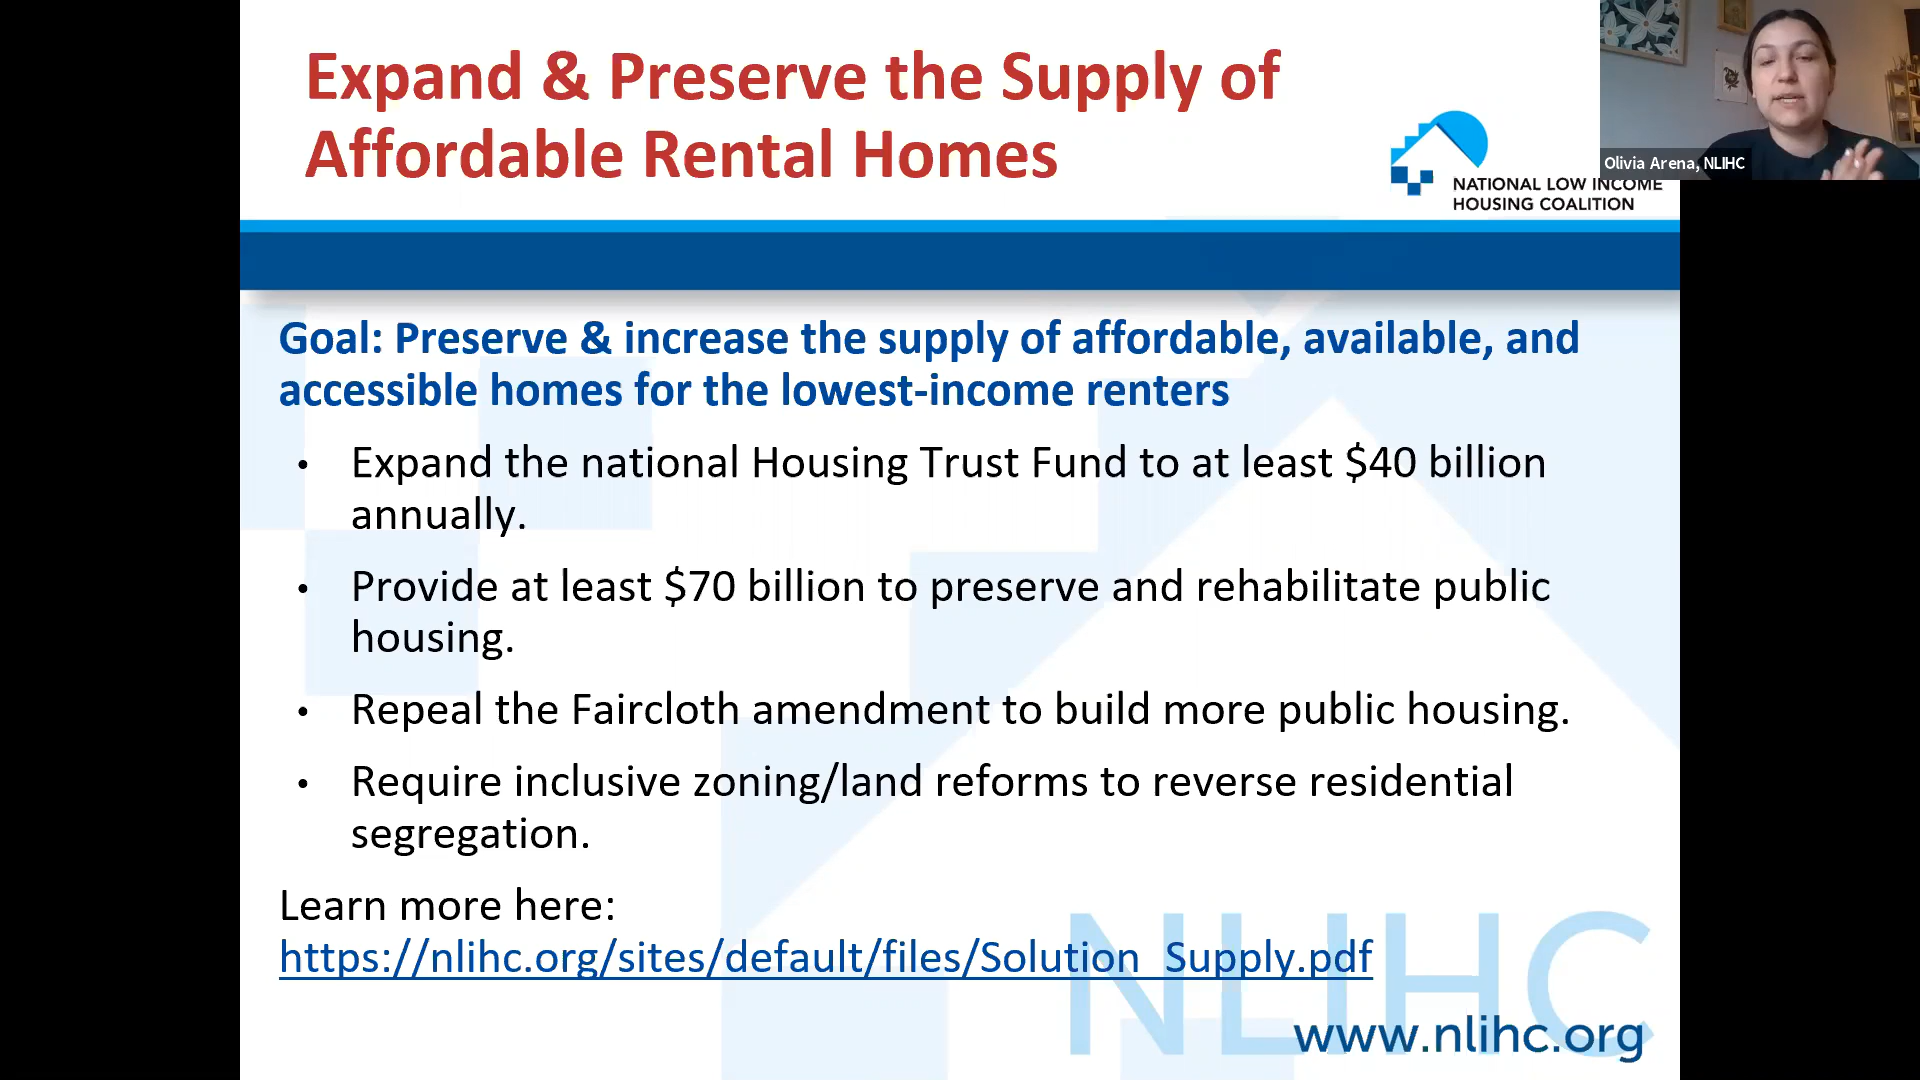 Expand & Preserve the Supply of
Affordable Rental Homes
NATIONAL LOW INCOME
HOUSING COALITION
Olivia Arena, NLIHC
Goal: Preserve & increase the supply of affordable, available, and
accessible homes for the lowest-income renters
• Expand the national Housing Trust Fund to at least $40 billion
annually.
• Provide at least $70 billion to preserve and rehabilitate public
housing.
• Repeal the Faircloth amendment to build more public housing.
• Require inclusive zoning/land reforms to reverse residential
segregation.
Learn more here:
https://nlihc.org/sites/default/files/Solution_Supply.pdf
NLIHC
www.nlihc.org